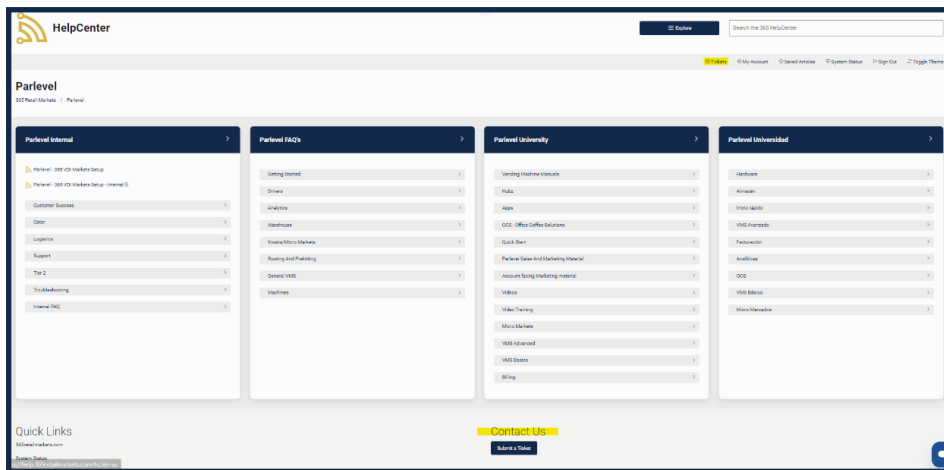 HelpCenter
Explore
Search the 365 HelpCenter
Tickets
My Account
Saved Articles
System Status
Sign Out
Toggle Theme
Parlevel
365 Retail Markets / Parlevel
Parlevel Internal
Parlevel - 365 VDI Markets Setup
Parlevel - 365 VDI Markets Setup - Internal
Customer Success
Cater
Logistics
Support
Tier 2
Troubleshooting
Internal FAQ
Parlevel FAQ's
Getting Started
Drivers
Analytics
Warehouse
Kiosks/Micro Markets
Routing And Prekitting
General VMS
Machines
Parlevel University
Vending Machine Manuals
Hubz
Apps
OCS - Office Coffee Solutions
Quick Start
Parlevel Sales And Marketing Material
Account facing Marketing material
Videos
Video Training
Micro Markets
VMS Advanced
VMS Basics
Billing
Parlevel Universidad
Hardware
Almacén
Inicio rápido
VMS Avanzado
Facturación
Analíticas
OCS
VMS Básico
Micro Mercados
Quick Links
365retailmarkets.com
System Status
Contact Us
Submit a Ticket